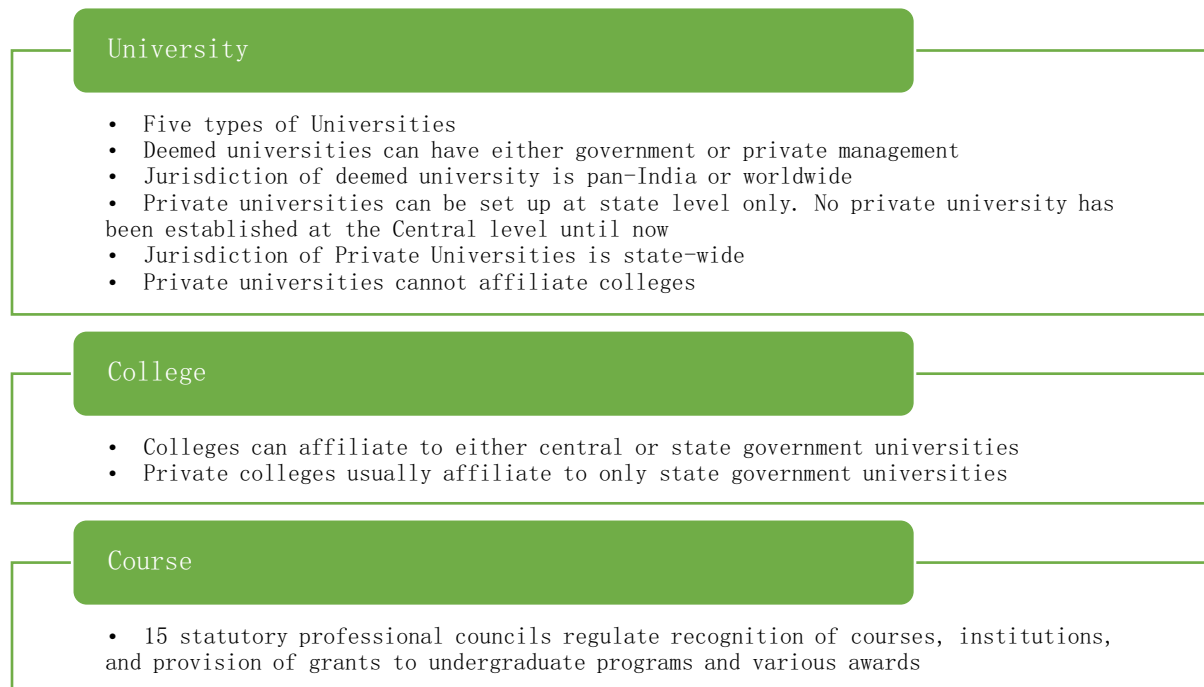 University
• Five types of Universities
• Deemed universities can have either government or private management
• Jurisdiction of deemed university is pan-India or worldwide
• Private universities can be set up at state level only. No private university has
been established at the Central level until now
• Jurisdiction of Private Universities is state-wide
• Private universities cannot affiliate colleges
College
• Colleges can affiliate to either central or state government universities
• Private colleges usually affiliate to only state government universities
Course
• 15 statutory professional councils regulate recognition of courses, institutions,
and provision of grants to undergraduate programs and various awards